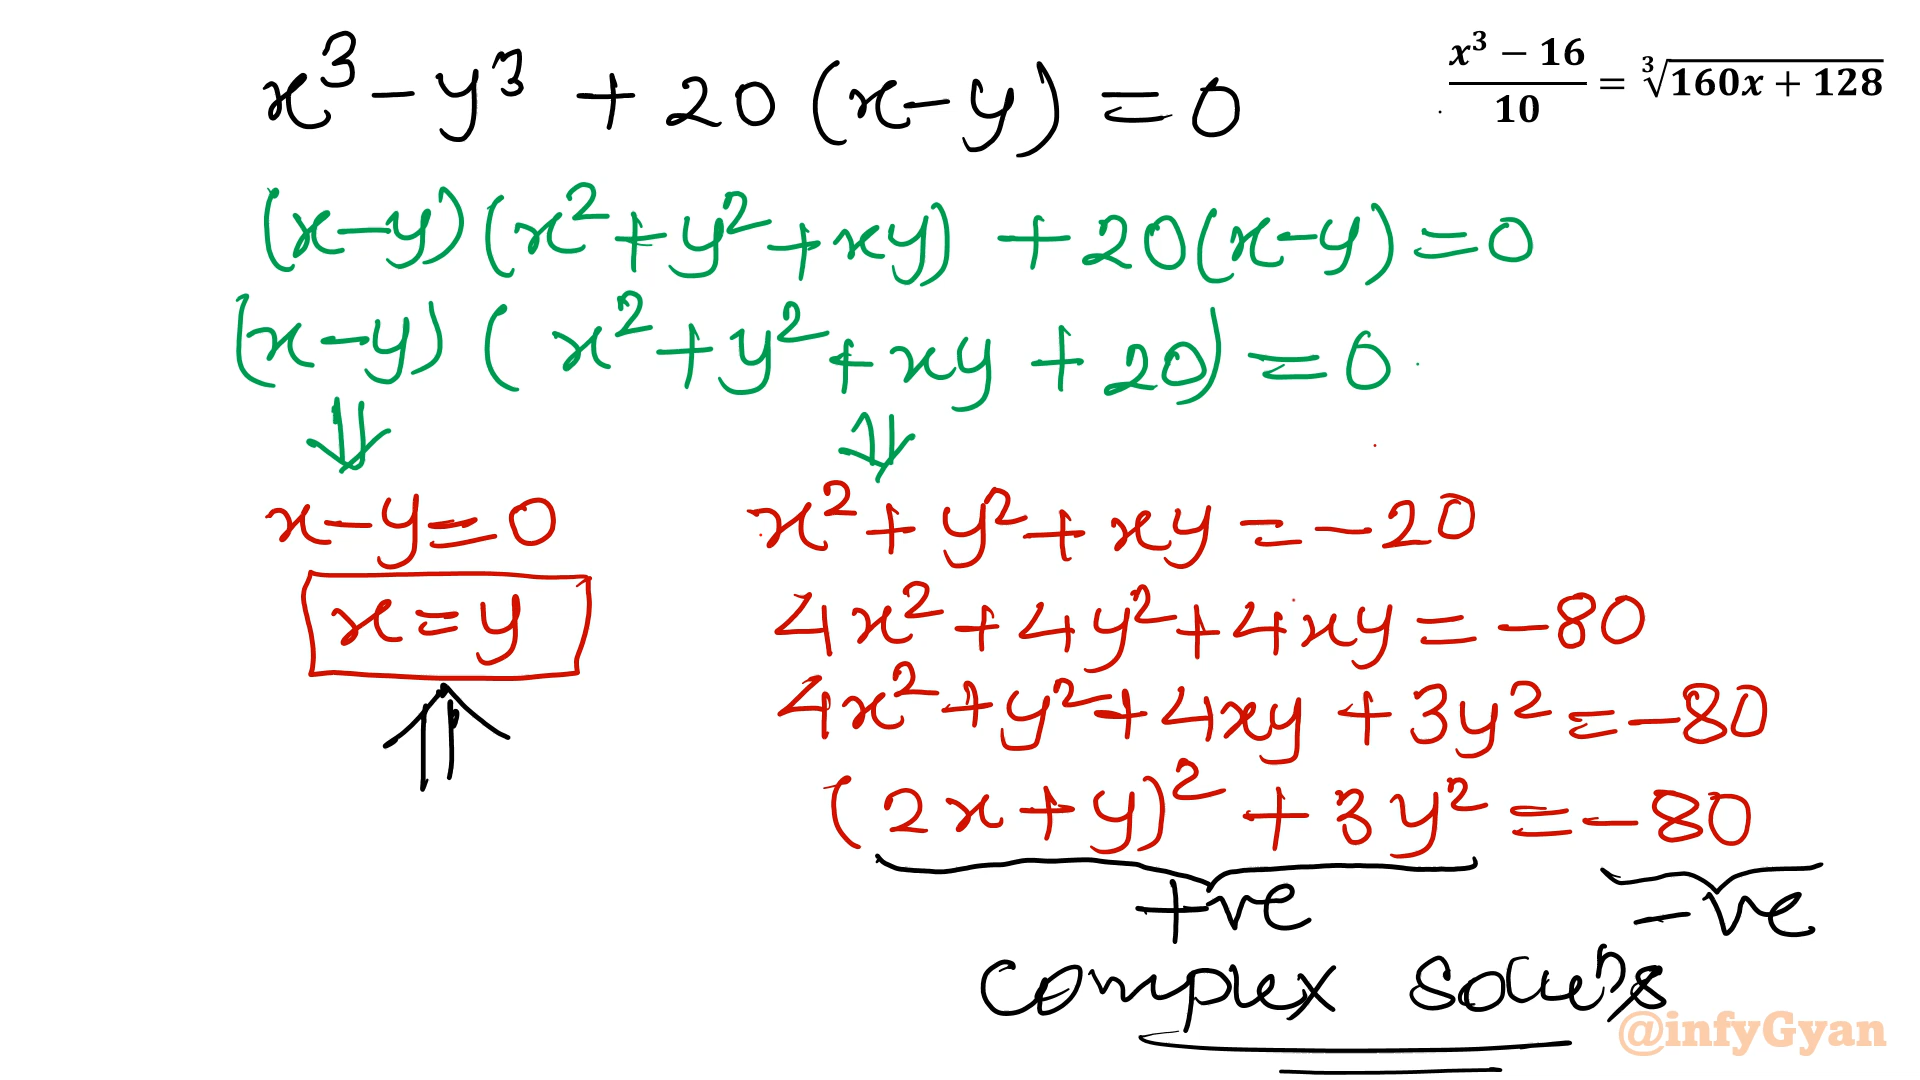 x³ - y³ + 20 (x-y) = 0
(x³ - 16)/10 = ∛(160x + 128)
(x-y) (x²+y²+xy) + 20(x-y) = 0
(x-y) ( x²+y²+xy + 20) = 0
⇓ ⇓
x-y=0
x=y
⇑
x²+y²+xy = -20
4x²+4y²+4xy = -80
4x²+y²+4xy+3y² = -80
(2x+y)²+3y² = -80
+ve -ve
complex solu'ns
@infyGyan